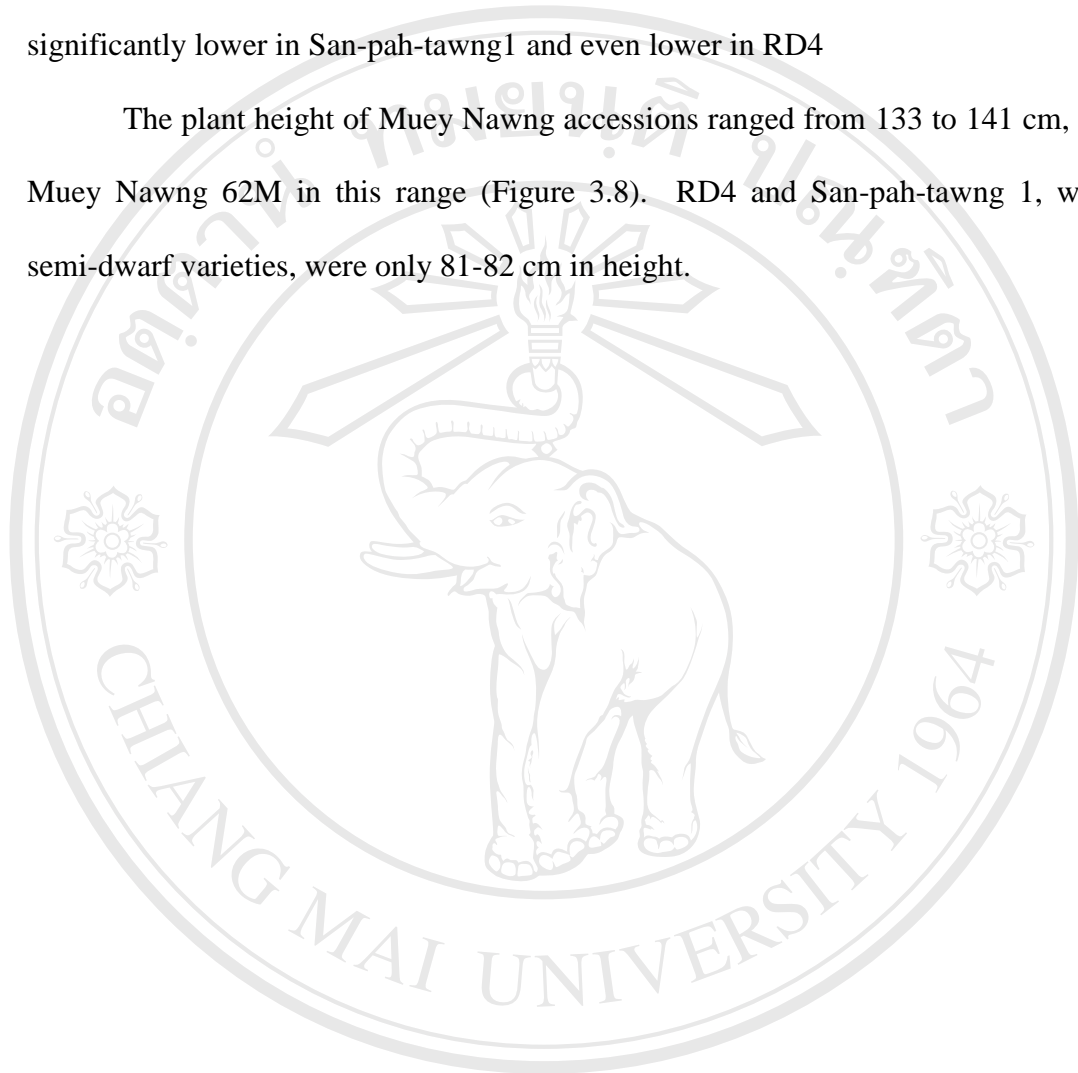 significantly lower in San-pah-tawng1 and even lower in RD4
The plant height of Muey Nawng accessions ranged from 133 to 141 cm,
Muey Nawng 62M in this range (Figure 3.8). RD4 and San-pah-tawng 1, w
semi-dwarf varieties, were only 81-82 cm in height.
CHIANG MAI UNIVERSITY 1964